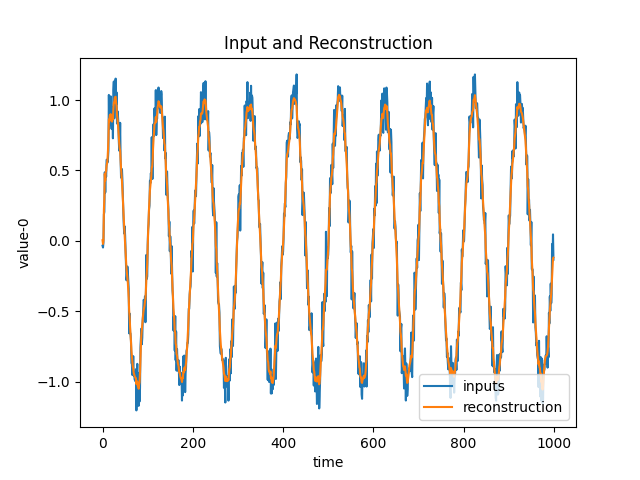 Input and Reconstruction
value-0
1.0
0.5
0.0
−0.5
−1.0
0 200 400 600 800 1000
time
inputs
reconstruction